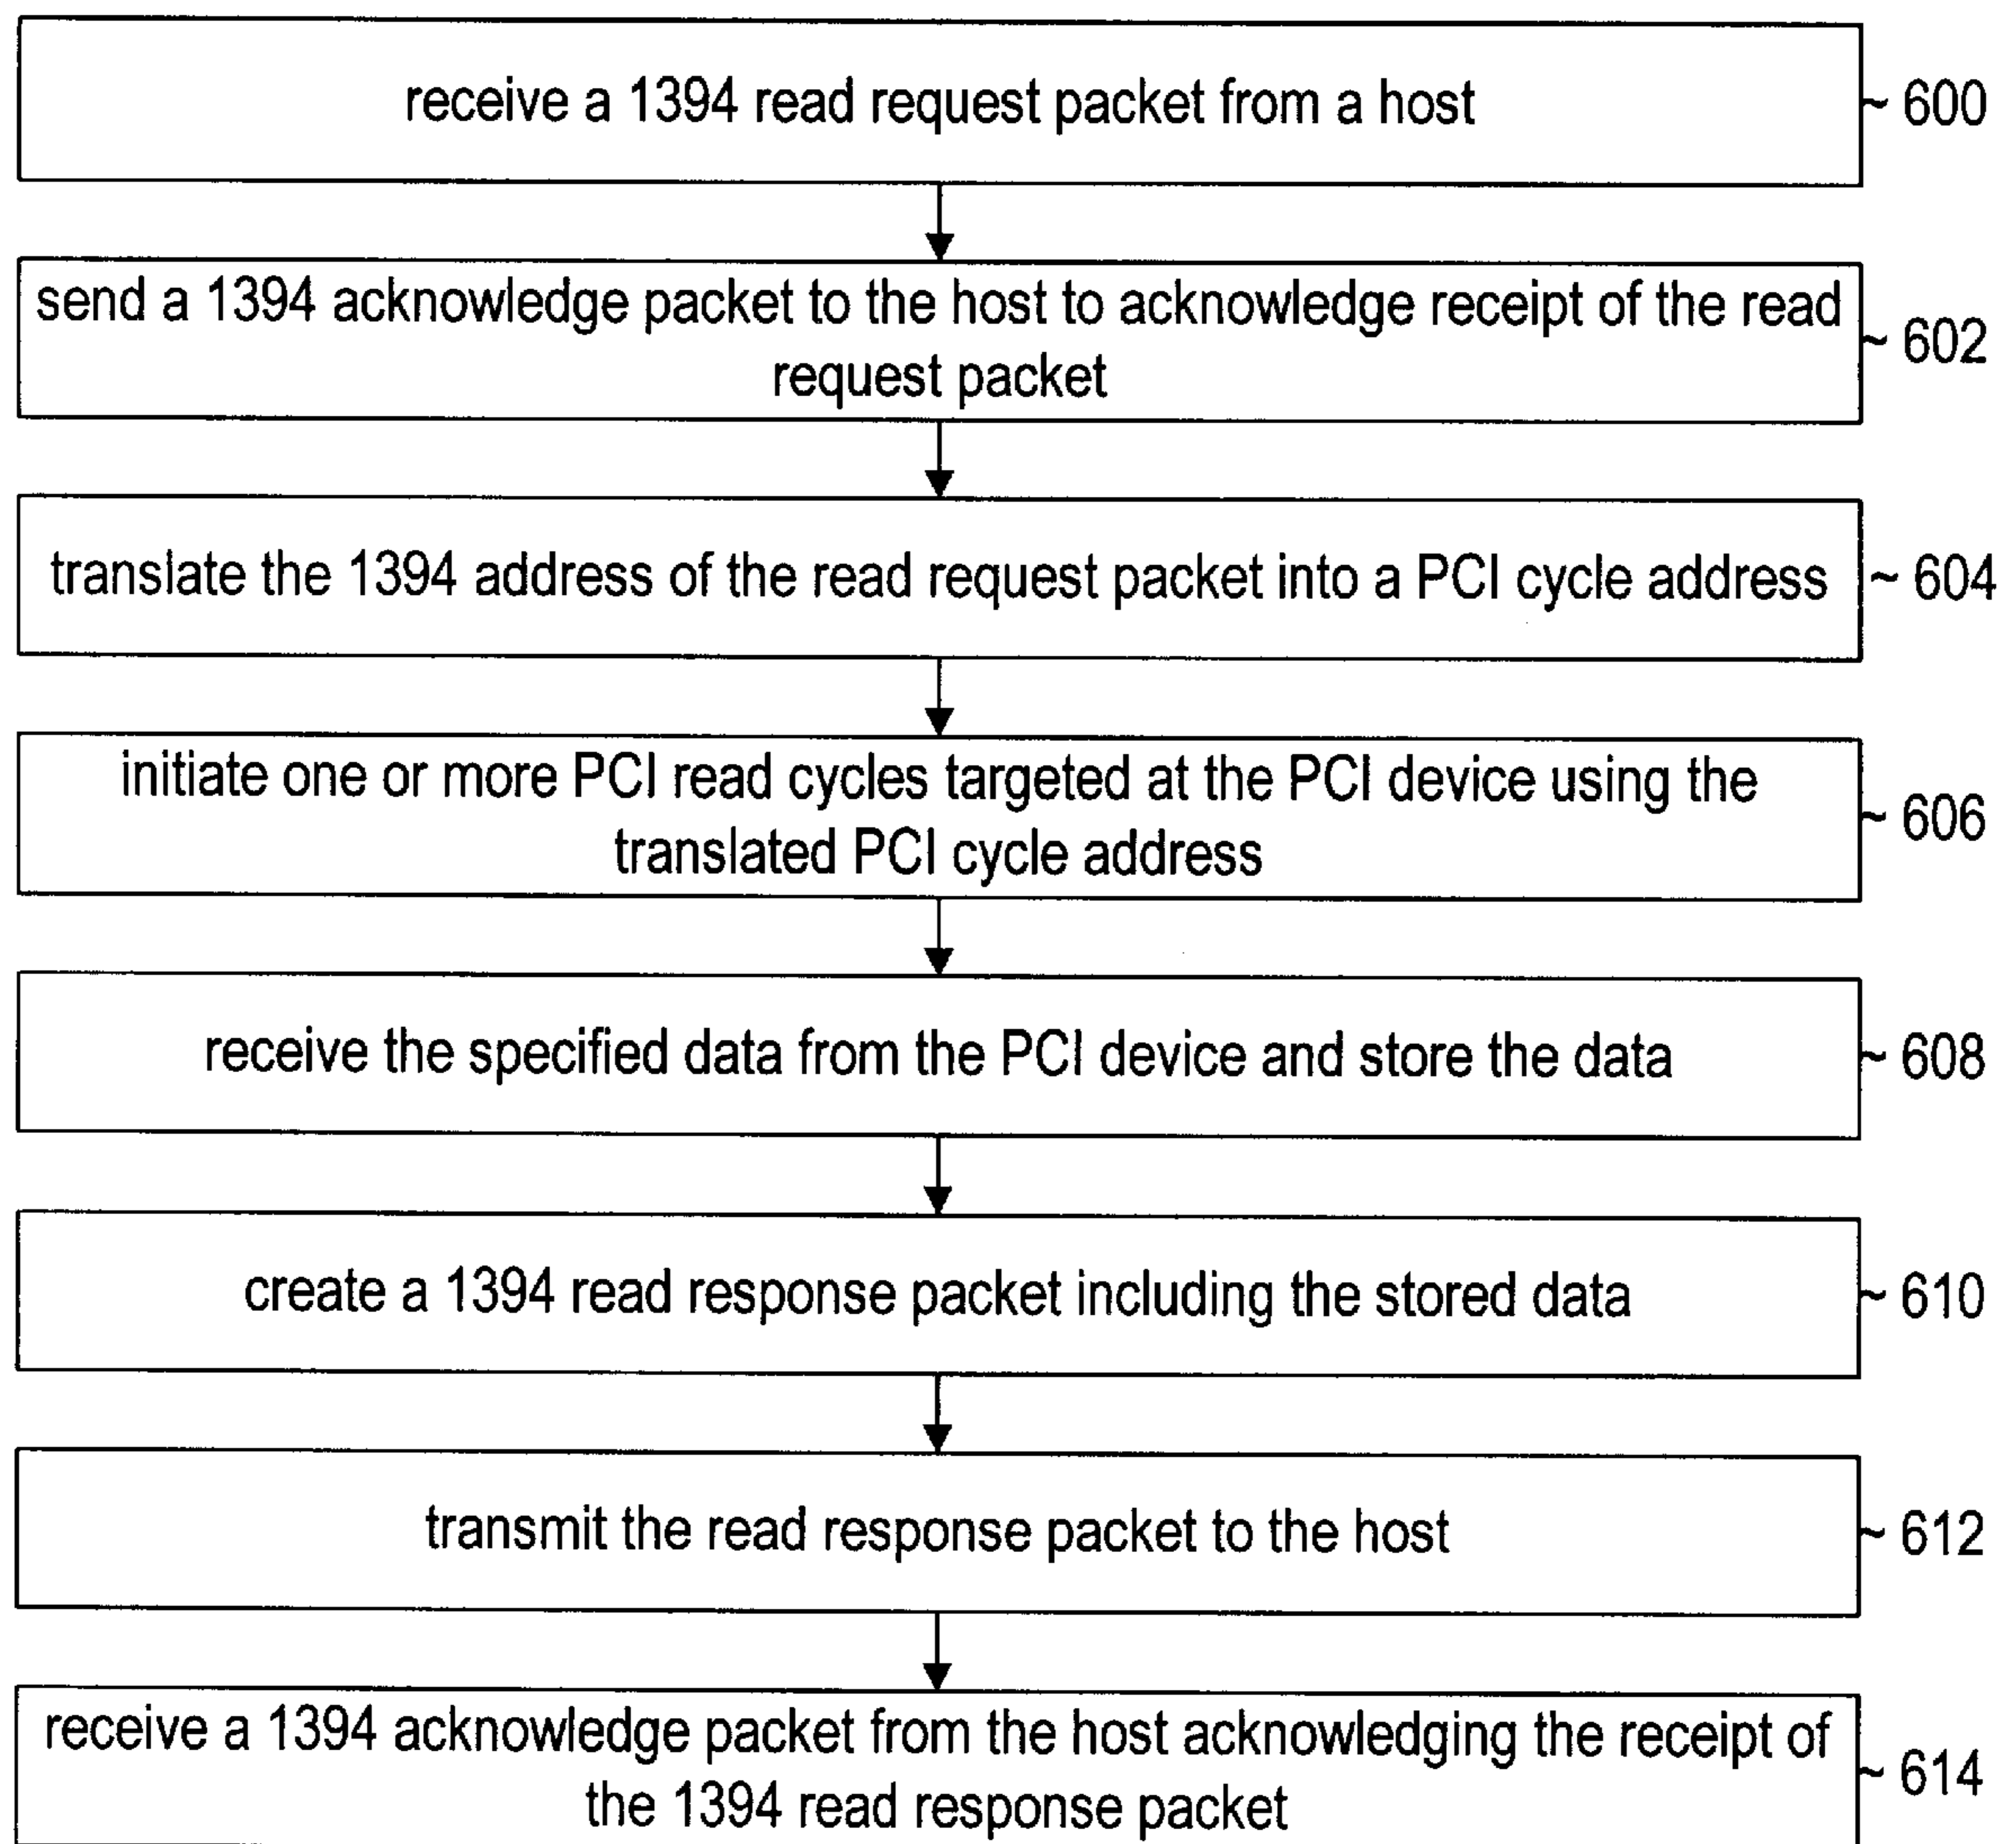 receive a 1394 read request packet from a host
~ 600
send a 1394 acknowledge packet to the host to acknowledge receipt of the read
request packet
~ 602
translate the 1394 address of the read request packet into a PCI cycle address
~ 604
initiate one or more PCI read cycles targeted at the PCI device using the
translated PCI cycle address
~ 606
receive the specified data from the PCI device and store the data
~ 608
create a 1394 read response packet including the stored data
~ 610
transmit the read response packet to the host
~ 612
receive a 1394 acknowledge packet from the host acknowledging the receipt of
the 1394 read response packet
~ 614